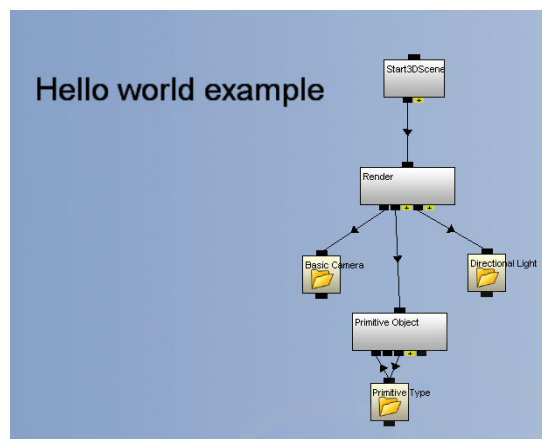 Start3DScene
Hello world example
Render
Basic Camera
Directional Light
Primitive Object
Primitive Type